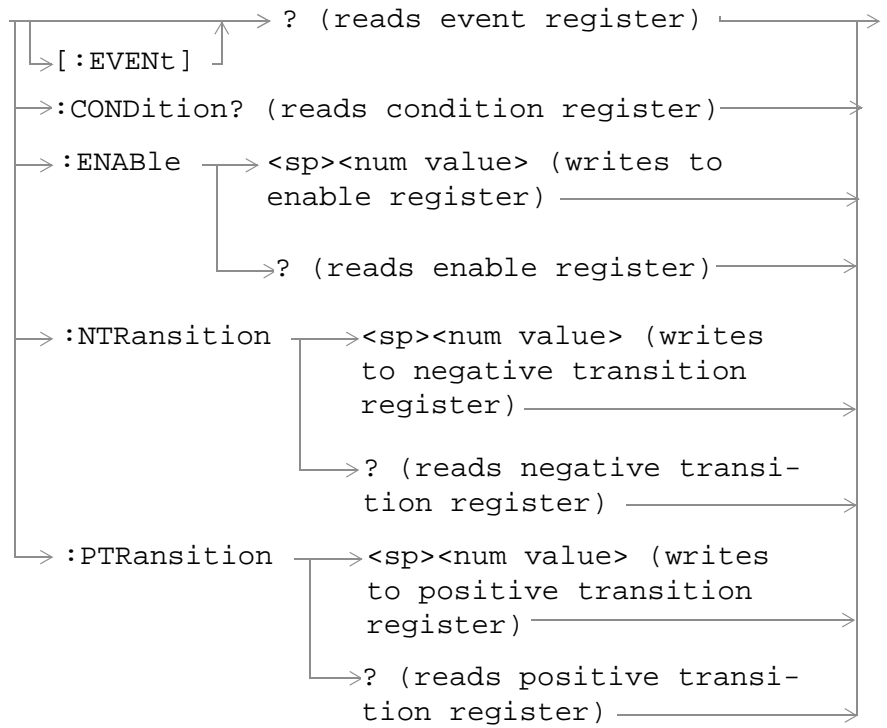 ? (reads event register)
[:EVENt]
:CONDition? (reads condition register)
:ENABle
<sp><num value> (writes to
enable register)
? (reads enable register)
:NTRansition
<sp><num value> (writes
to negative transition
register)
? (reads negative transi-
tion register)
:PTRansition
<sp><num value> (writes
to positive transition
register)
? (reads positive transi-
tion register)